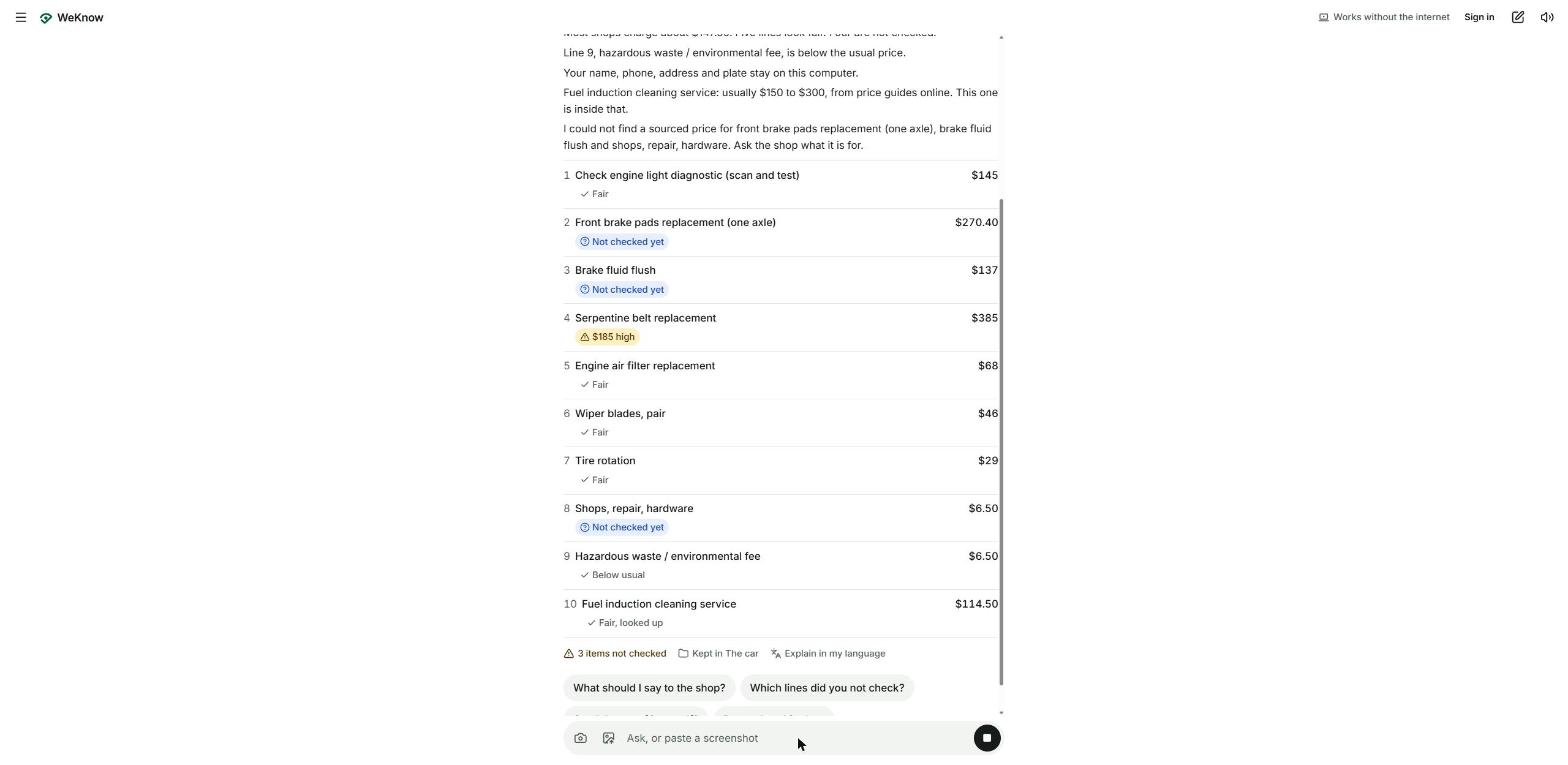 WeKnow
Works without the internet
Sign in
Line 9, hazardous waste / environmental fee, is below the usual price.
Your name, phone, address and plate stay on this computer.
Fuel induction cleaning service: usually $150 to $300, from price guides online. This one
is inside that.
I could not find a sourced price for front brake pads replacement (one axle), brake fluid
flush and shops, repair, hardware. Ask the shop what it is for.
1 Check engine light diagnostic (scan and test) $145
Fair
2 Front brake pads replacement (one axle) $270.40
Not checked yet
3 Brake fluid flush $137
Not checked yet
4 Serpentine belt replacement $385
$185 high
5 Engine air filter replacement $68
Fair
6 Wiper blades, pair $46
Fair
7 Tire rotation $29
Fair
8 Shops, repair, hardware $6.50
Not checked yet
9 Hazardous waste / environmental fee $6.50
Below usual
10 Fuel induction cleaning service $114.50
Fair, looked up
3 items not checked Kept in The car Explain in my language
What should I say to the shop? Which lines did you not check?
Ask, or paste a screenshot